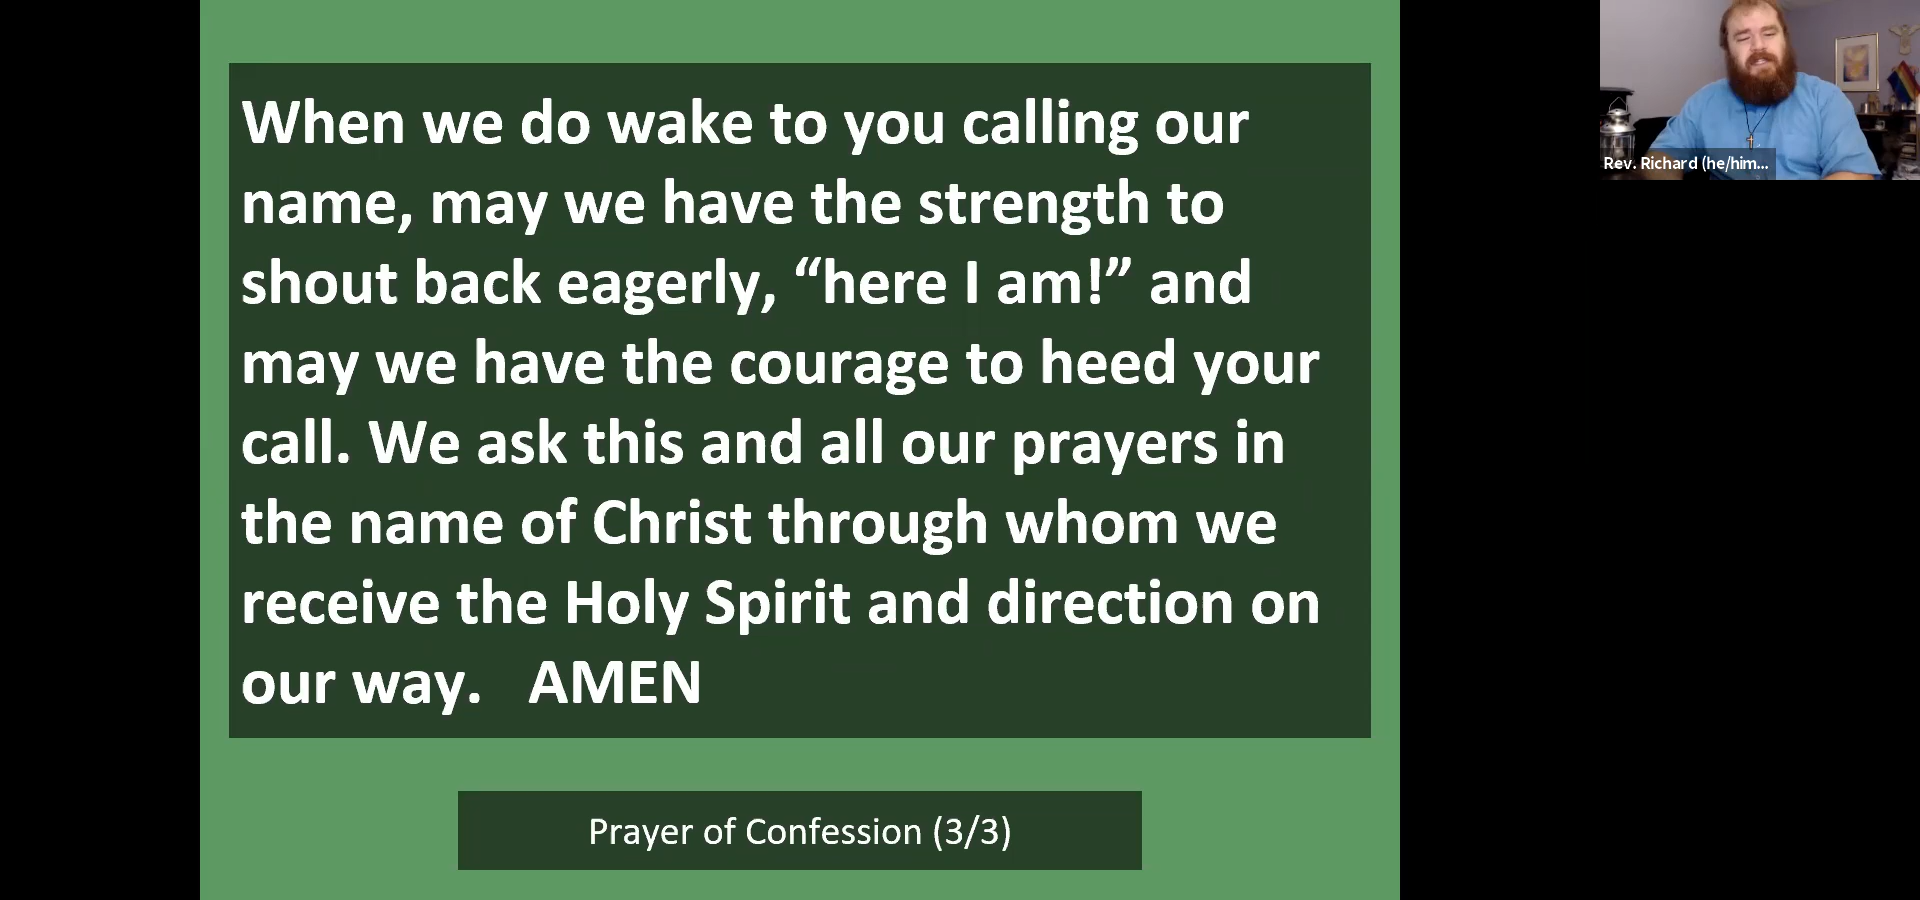 When we do wake to you calling our
name, may we have the strength to
shout back eagerly, “here I am!” and
may we have the courage to heed your
call. We ask this and all our prayers in
the name of Christ through whom we
receive the Holy Spirit and direction on
our way.   AMEN
Prayer of Confession (3/3)
Rev. Richard (he/him...